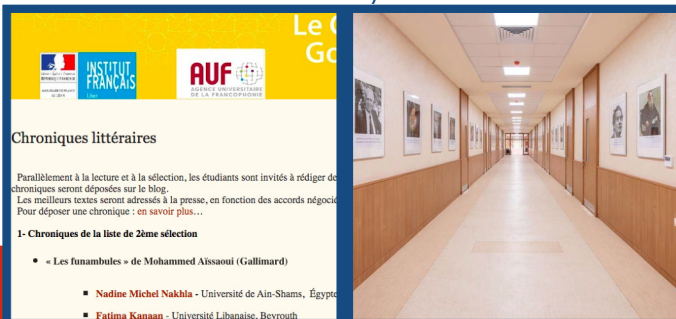 Le
Go
INSTITUT
FRANÇAIS
Liban
AUF
AGENCE UNIVERSITAIRE
DE LA FRANCOPHONIE
Chroniques littéraires
Parallèlement à la lecture et à la sélection, les étudiants sont invités à rédiger de
chroniques seront déposées sur le blog.
Les meilleurs textes seront adressés à la presse, en fonction des accords négocié
Pour déposer une chronique : en savoir plus…
1- Chroniques de la liste de 2ème sélection
« Les funambules » de Mohammed Aïssaoui (Gallimard)
Nadine Michel Nakhla - Université de Ain-Shams, Égypte
Fatima Kanaan - Université Libanaise, Beyrouth